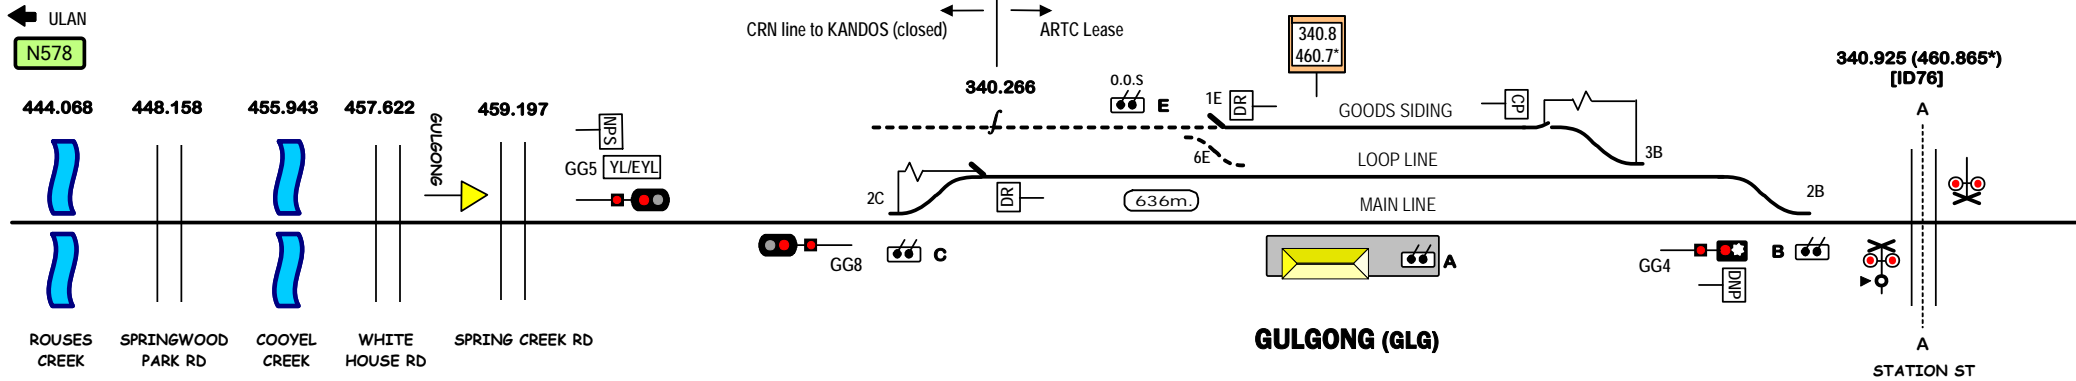 ULAN
N578
CRN line to KANDOS (closed)
ARTC Lease
340.8
460.7*
340.925 (460.865*)
[ID76]
A
444.068
448.158
455.943
457.622
GULGONG
459.197
NPS
GG5
YL/EYL
340.266
O.O.S
E
1E
DR
GOODS SIDING
CP
6E
LOOP LINE
3B
2C
DR
636m.
MAIN LINE
2B
GG8
C
A
GG4
DNP
B
ROUSES
CREEK
SPRINGWOOD
PARK RD
COOYEL
CREEK
WHITE
HOUSE RD
SPRING CREEK RD
GULGONG (GLG)
A
STATION ST